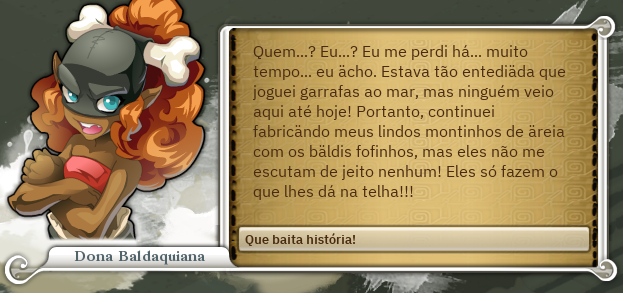 Quem...? Eu...? Eu me perdi há... muito
tempo... eu ächo. Estava tão entediäda que
joguei garrafas ao mar, mas ninguém veio
aqui até hoje! Portanto, continuei
fabricändo meus lindos montinhos de äreia
com os bäldis fofinhos, mas eles não me
escutam de jeito nenhum! Eles só fazem o
que lhes dá na telha!!!
Que baita história!
Dona Baldaquiana